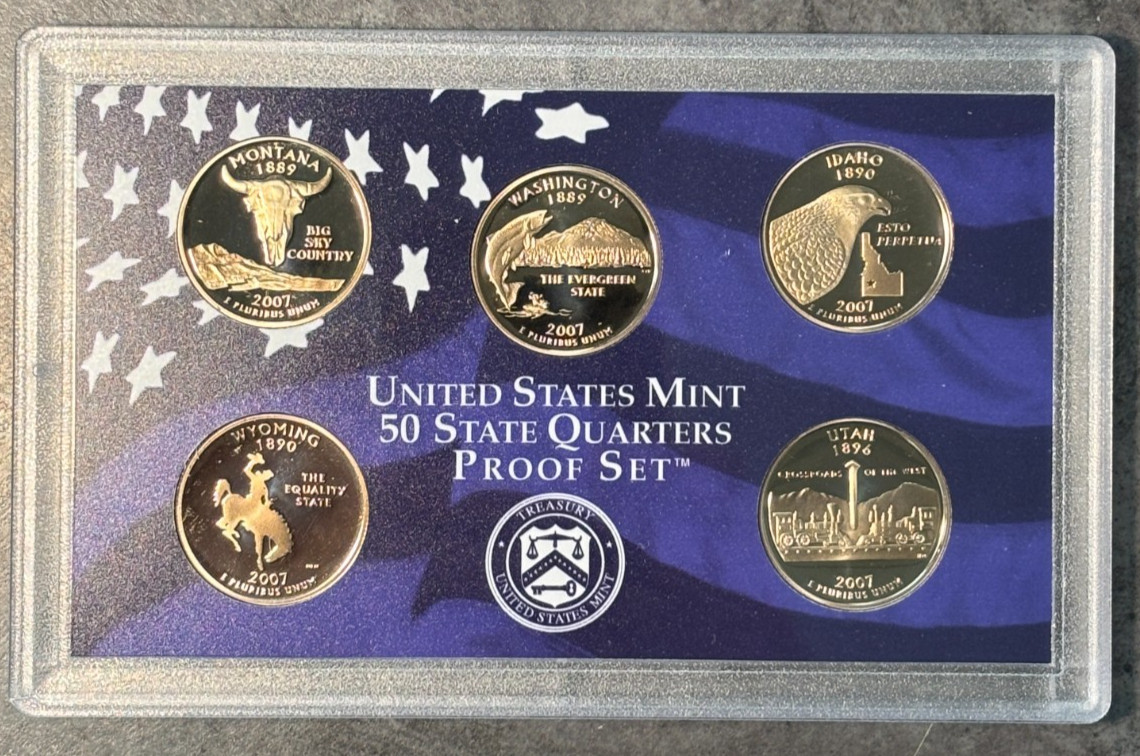 MONTANA
1889
BIG
SKY
COUNTRY
2007
E PLURIBUS UNUM
WASHINGTON
1889
THE EVERGREEN
STATE
2007
E PLURIBUS UNUM
IDAHO
1890
ESTO
PERPETUA
2007
E PLURIBUS UNUM
UNITED STATES MINT
50 STATE QUARTERS
PROOF SET™
WYOMING
1890
THE
EQUALITY
STATE
2007
E PLURIBUS UNUM
TREASURY
UNITED STATES MINT
UTAH
1896
CROSSROADS OF THE WEST
2007
E PLURIBUS UNUM